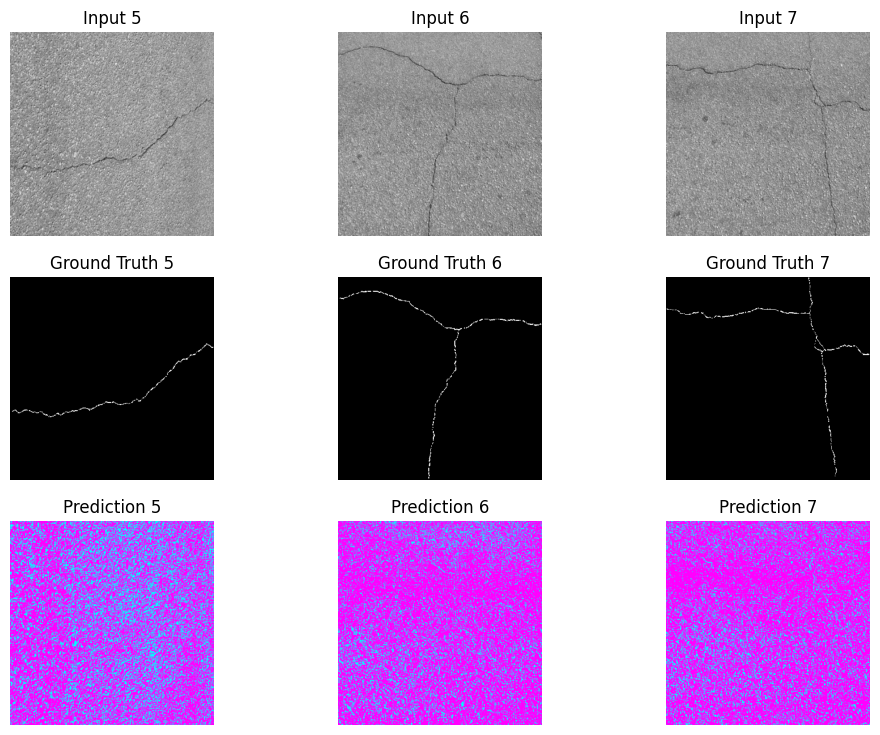 Input 5
Input 6
Input 7
Ground Truth 5
Ground Truth 6
Ground Truth 7
Prediction 5
Prediction 6
Prediction 7